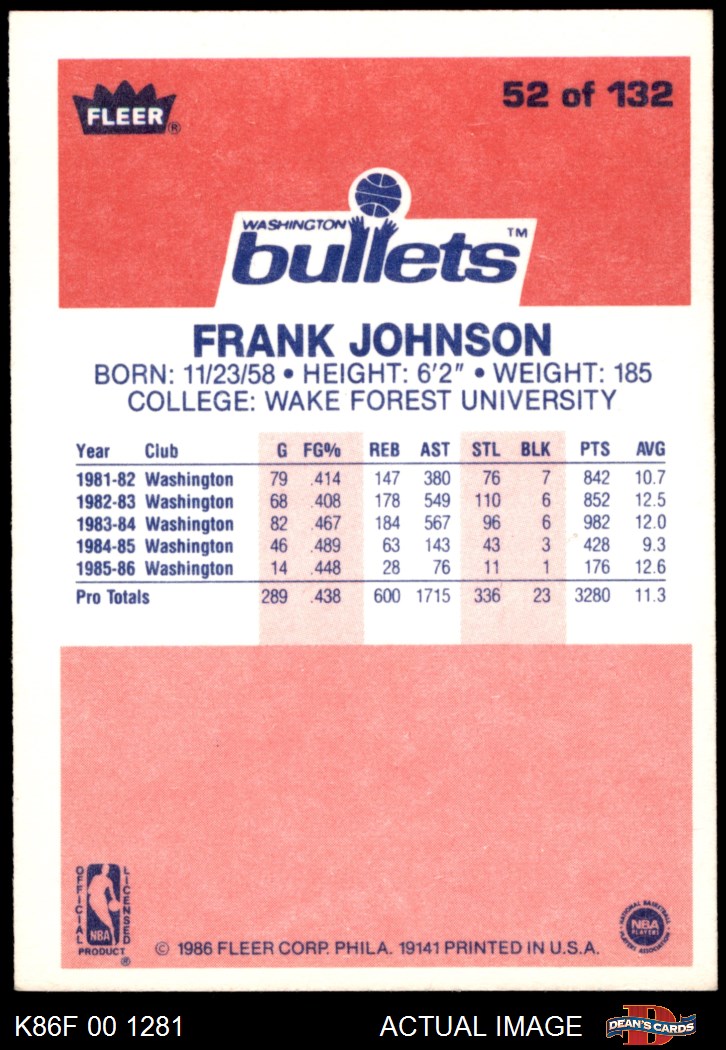 FLEER®
52 of 132
WASHINGTON
bullets™
FRANK JOHNSON
BORN: 11/23/58 • HEIGHT: 6'2" • WEIGHT: 185
COLLEGE: WAKE FOREST UNIVERSITY
Year Club G FG% REB AST STL BLK PTS AVG
1981-82 Washington 79 .414 147 380 76 7 842 10.7
1982-83 Washington 68 .408 178 549 110 6 852 12.5
1983-84 Washington 82 .467 184 567 96 6 982 12.0
1984-85 Washington 46 .489 63 143 43 3 428 9.3
1985-86 Washington 14 .448 28 76 11 1 176 12.6
Pro Totals 289 .438 600 1715 336 23 3280 11.3
OFFICIAL
LICENSED
NBA
PRODUCT®
© 1986 FLEER CORP. PHILA. 19141 PRINTED IN U.S.A.
NATIONAL BASKETBALL
NBA
PLAYERS
PLAYERS ASSOCIATION
K86F 00 1281
ACTUAL IMAGE
D
DEAN'S CARDS